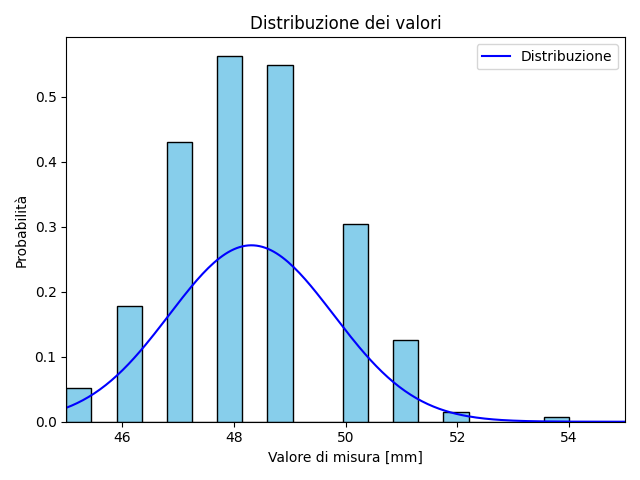 Distribuzione dei valori
Distribuzione
Probabilità
0.5
0.4
0.3
0.2
0.1
0.0
46 48 50 52 54
Valore di misura [mm]